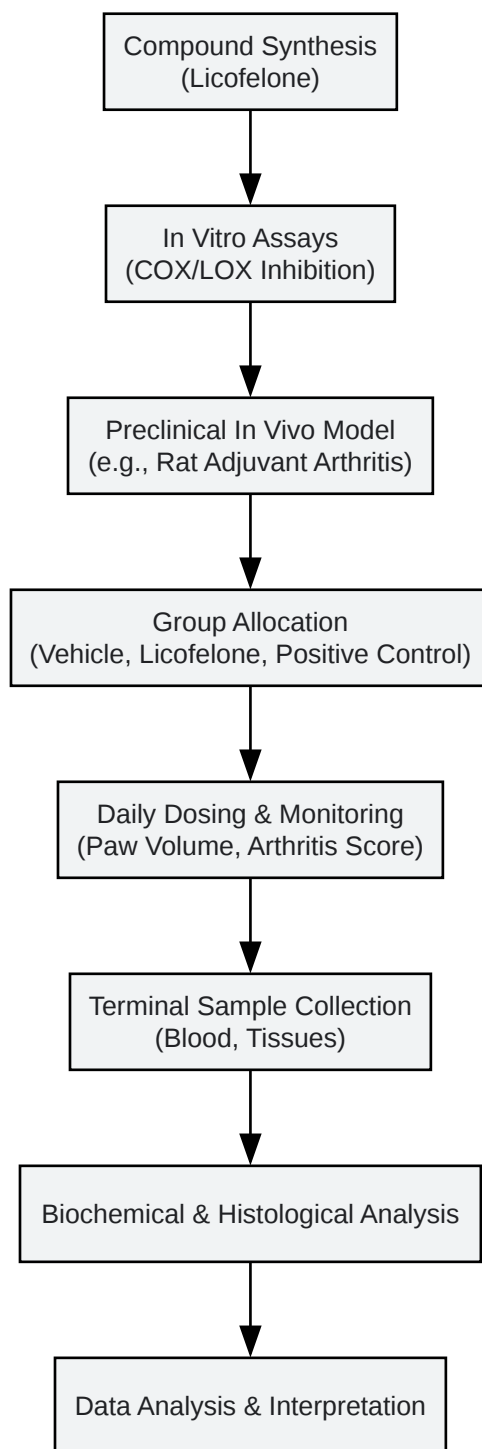 Compound Synthesis
(Licofelone)
In Vitro Assays
(COX/LOX Inhibition)
Preclinical In Vivo Model
(e.g., Rat Adjuvant Arthritis)
Group Allocation
(Vehicle, Licofelone, Positive Control)
Daily Dosing & Monitoring
(Paw Volume, Arthritis Score)
Terminal Sample Collection
(Blood, Tissues)
Biochemical & Histological Analysis
Data Analysis & Interpretation